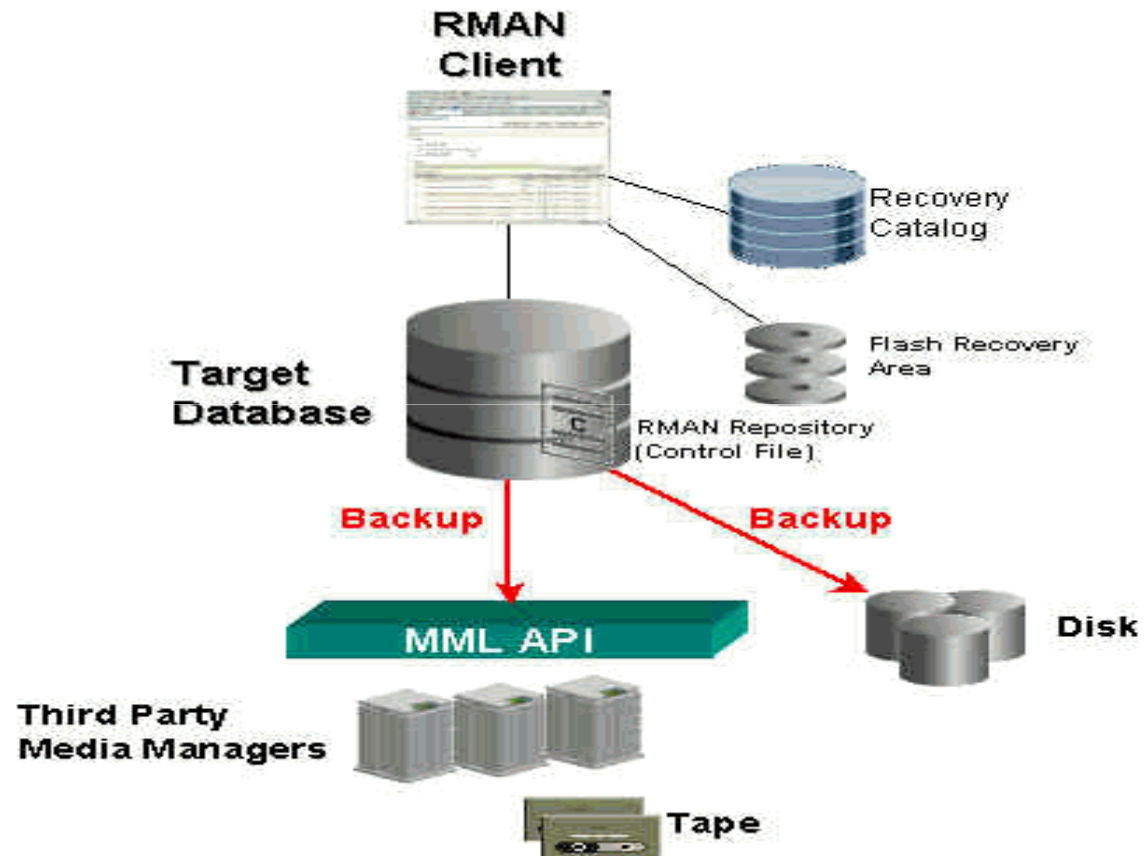 RMAN
Client
Recovery
Catalog
Flash Recovery
Area
Target
Database
C
RMAN Repository
(Control File)
Backup
Backup
MML API
Disk
Third Party
Media Managers
Tape